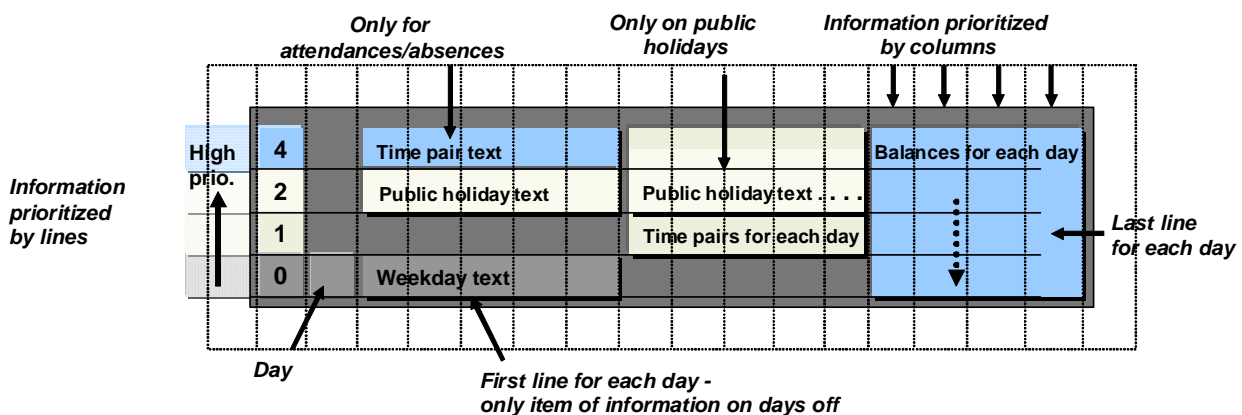 Only for
attendances/absences
Only on public
holidays
Information prioritized
by columns
High
prio.
4
Time pair text
Balances for each day
2
Public holiday text
Public holiday text . . . .
1
Time pairs for each day
0
Weekday text
Information
prioritized
by lines
Last line
for each day
Day
First line for each day -
only item of information on days off